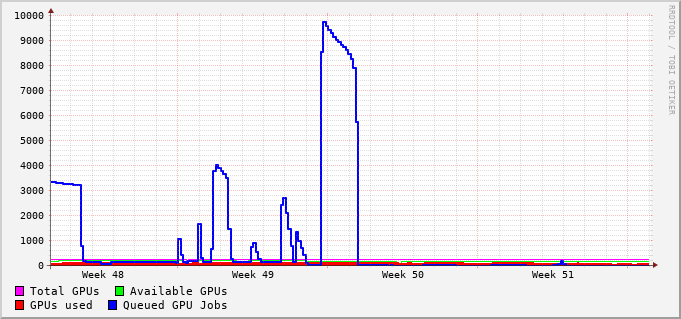 10000
9000
8000
7000
6000
5000
4000
3000
2000
1000
0
Week 48 Week 49 Week 50 Week 51
Total GPUs Available GPUs
GPUs used Queued GPU Jobs
RRDTOOL / TOBI OETIKER